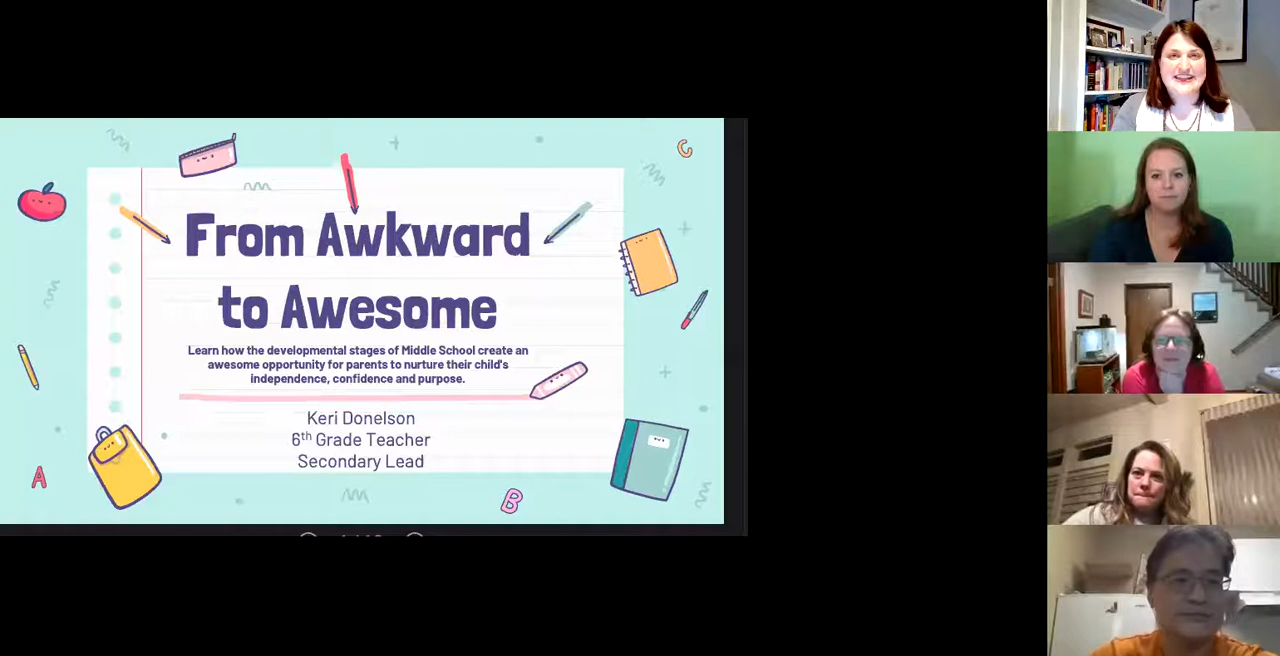 From Awkward
to Awesome
Learn how the developmental stages of Middle School create an
awesome opportunity for parents to nurture their child's
independence, confidence and purpose.
Keri Donelson
6th Grade Teacher
Secondary Lead
C
A
B